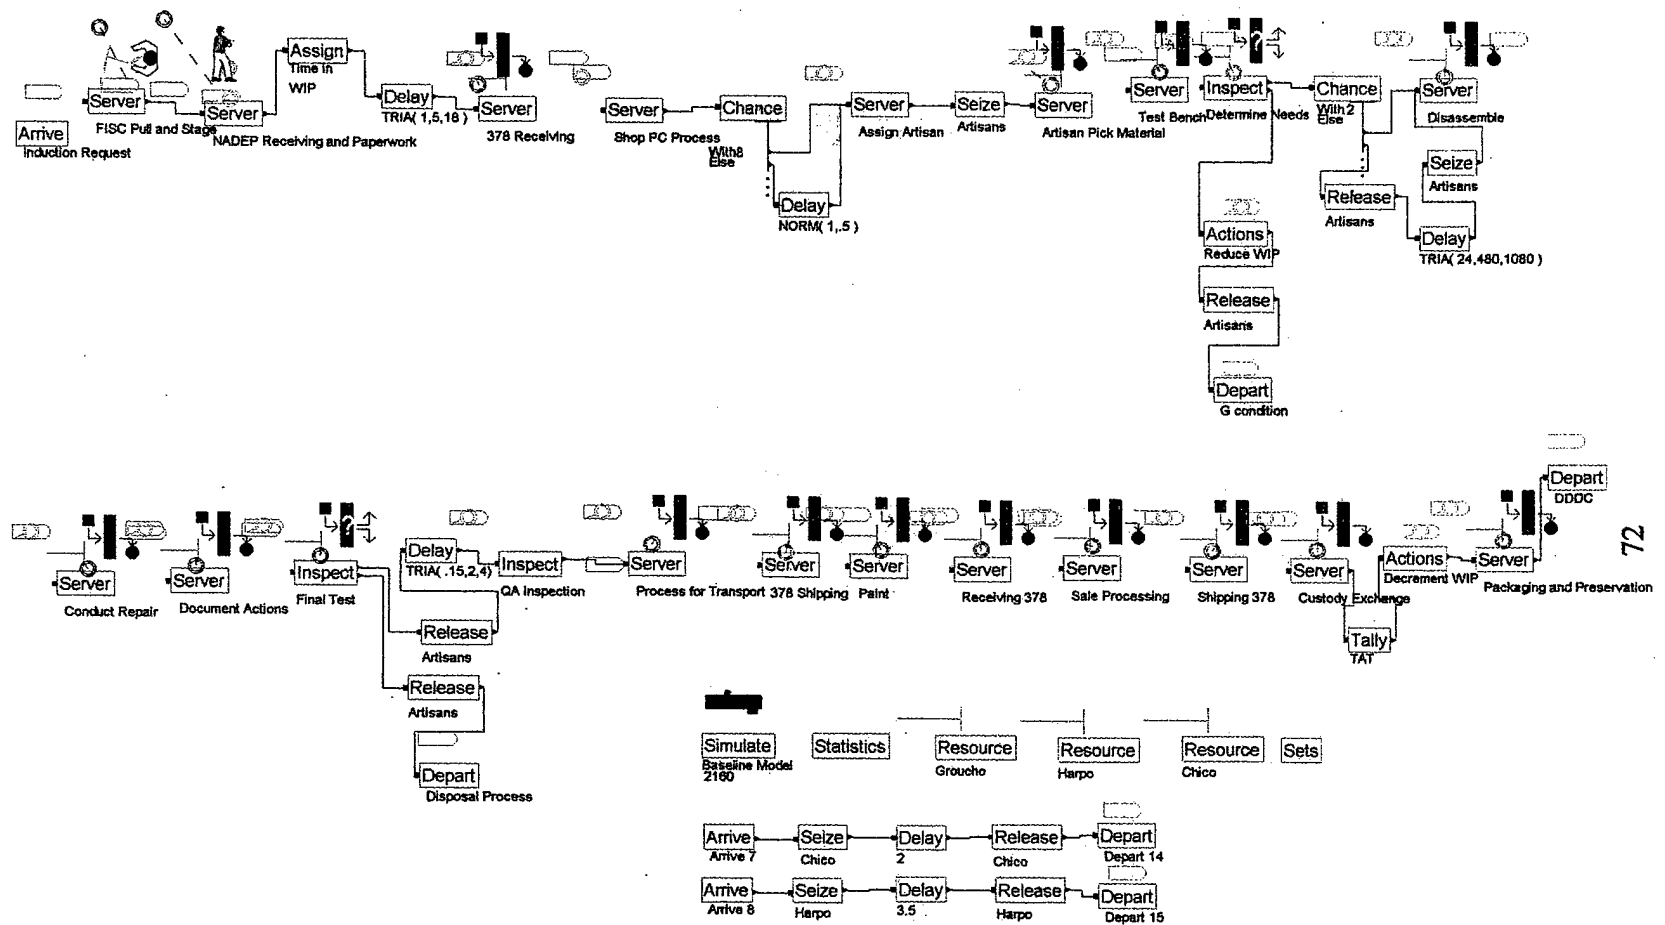 Arrive
Induction Request
Server
FISC Pull and Stage
Server
NADEP Receiving and Paperwork
Assign
Time in
WIP
Delay
TRIA( 1,5,18 )
Server
378 Receiving
Server
Shop PC Process
Chance
With8
Else
Delay
NORM( 1,.5 )
Server
Assign Artisan
Seize
Artisans
Server
Artisan Pick Material
Server
Test Bench
?
Inspect
Determine Needs
Chance
With 2
Else
Server
Disassemble
Seize
Artisans
Release
Artisans
Delay
TRIA( 24,480,1080 )
Actions
Reduce WIP
Release
Artisans
Depart
G condition
Server
Conduct Repair
Server
Document Actions
?
Inspect
Final Test
Delay
TRIA( .15,2,4)
Inspect
QA Inspection
Release
Artisans
Release
Artisans
Depart
Disposal Process
Server
Process for Transport
Server
378 Shipping
Server
Paint
Server
Receiving 378
Server
Sale Processing
Server
Shipping 378
Server
Custody Exchange
Tally
TAT
Actions
Decrement WIP
Server
Packaging and Preservation
Depart
DDDC
72
Simulate
Baseline Model
2160
Statistics
Resource
Groucho
Resource
Harpo
Resource
Chico
Sets
Arrive
Arrive 7
Seize
Chico
Delay
2
Release
Chico
Depart
Depart 14
Arrive
Arrive 8
Seize
Harpo
Delay
3.5
Release
Harpo
Depart
Depart 15